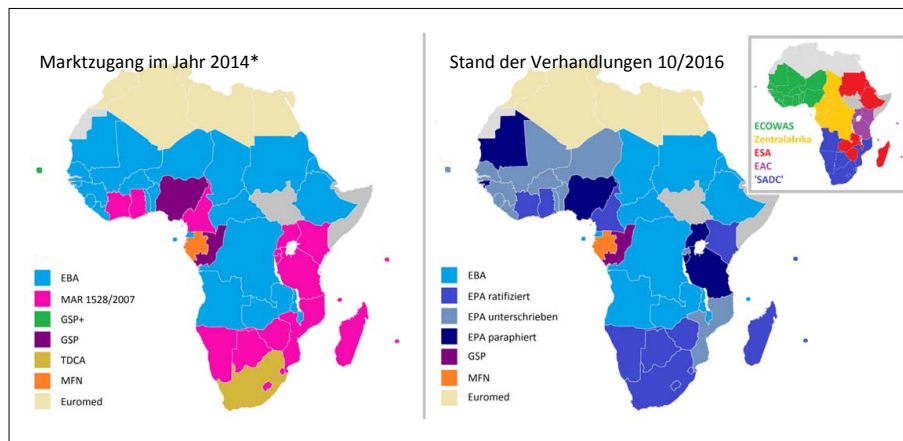 Marktzugang im Jahr 2014*
EBA
MAR 1528/2007
GSP+
GSP
TDCA
MFN
Euromed
Stand der Verhandlungen 10/2016
EBA
EPA ratifiziert
EPA unterschrieben
EPA paraphiert
GSP
MFN
Euromed
ECOWAS
Zentralafrika
ESA
EAC
'SADC'